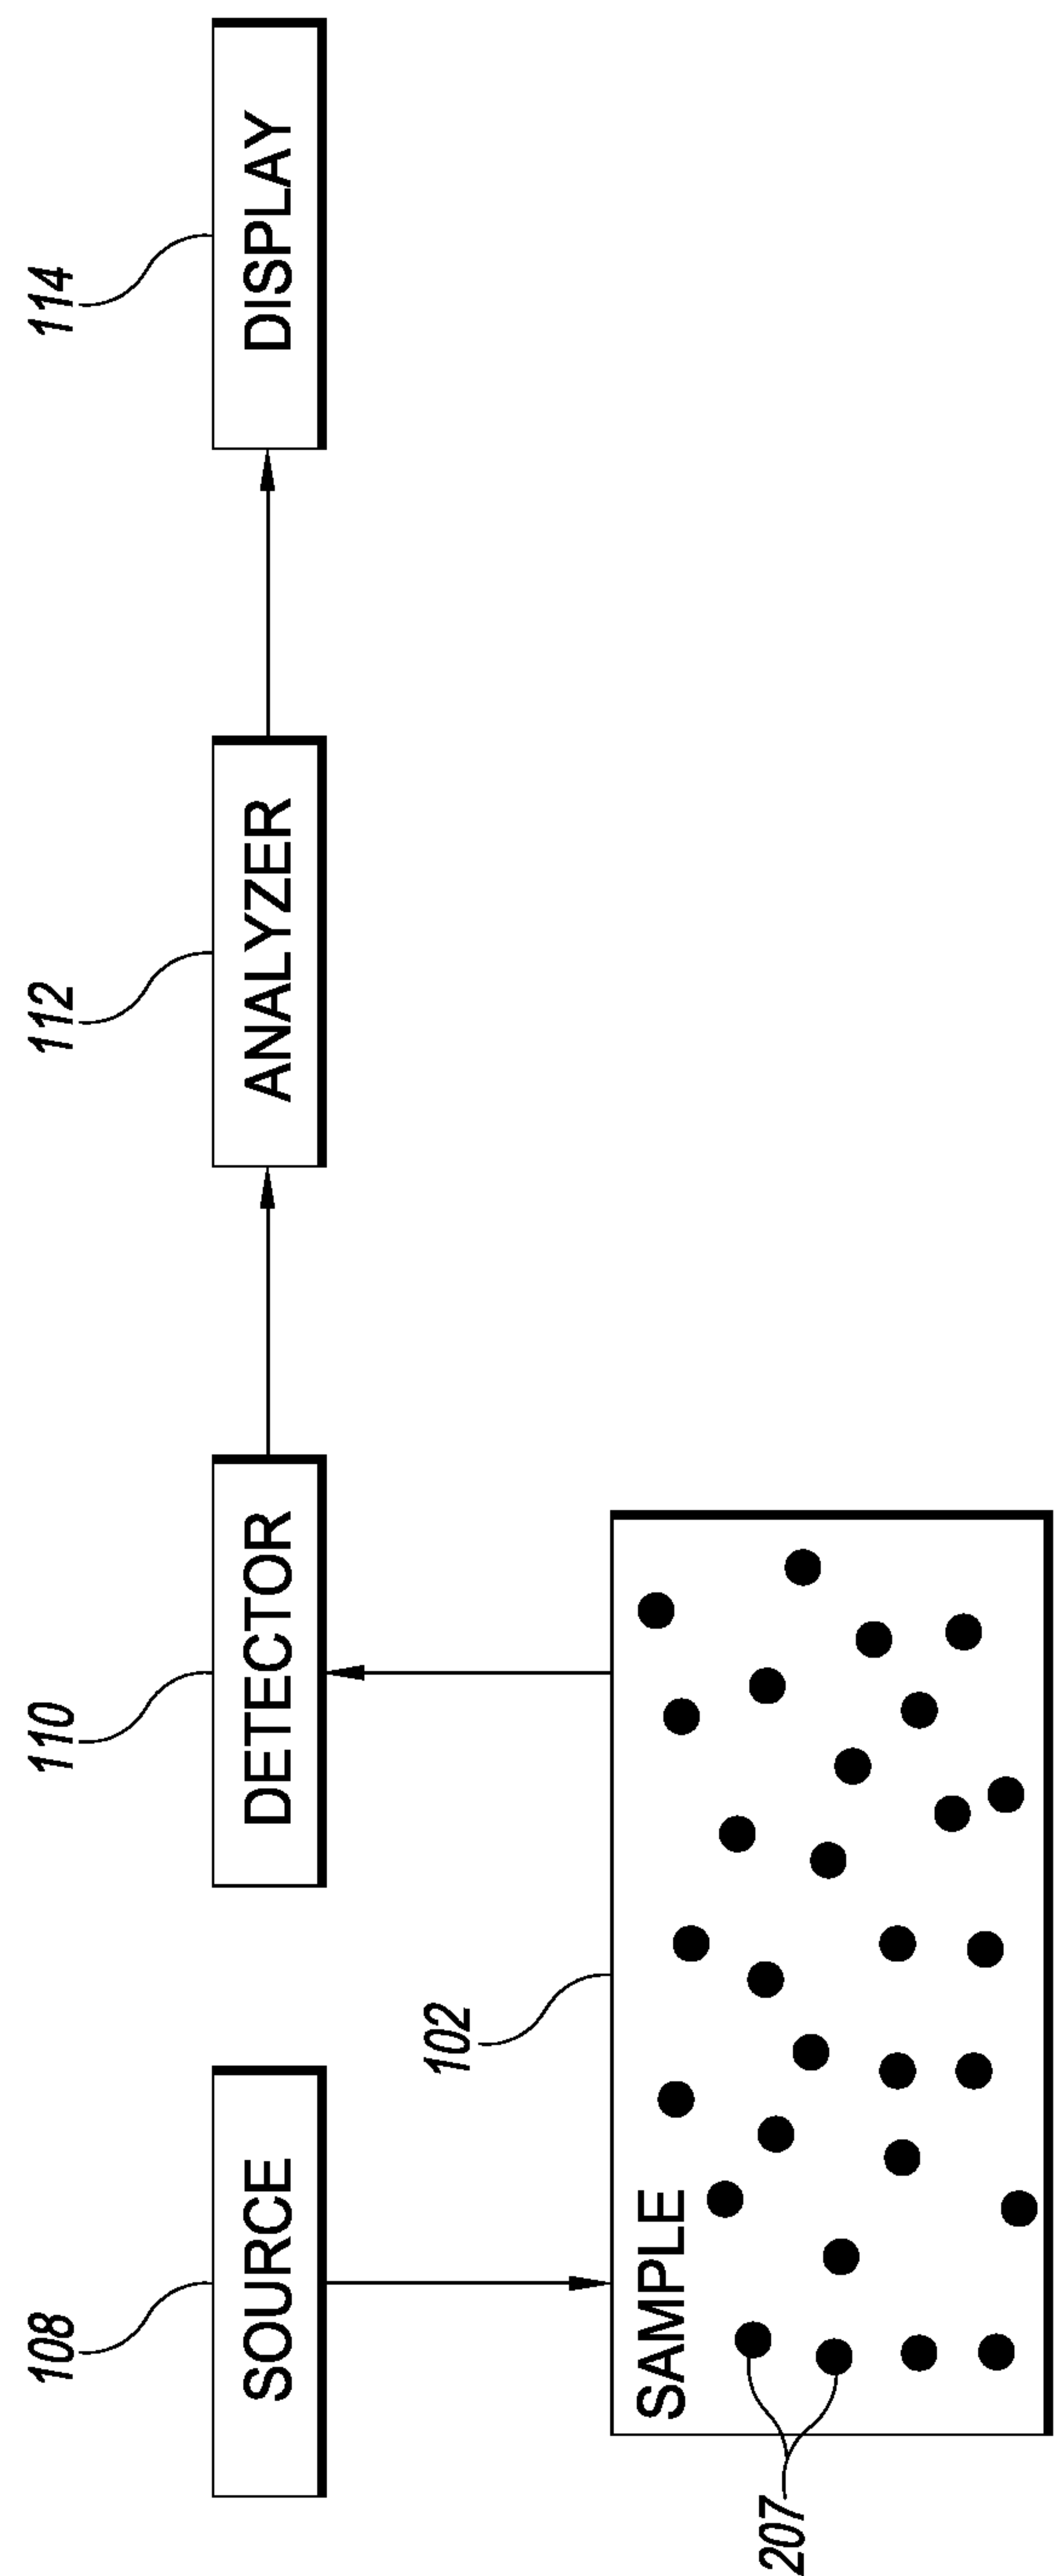 108
110
112
114
SOURCE
DETECTOR
ANALYZER
DISPLAY
102
SAMPLE
207